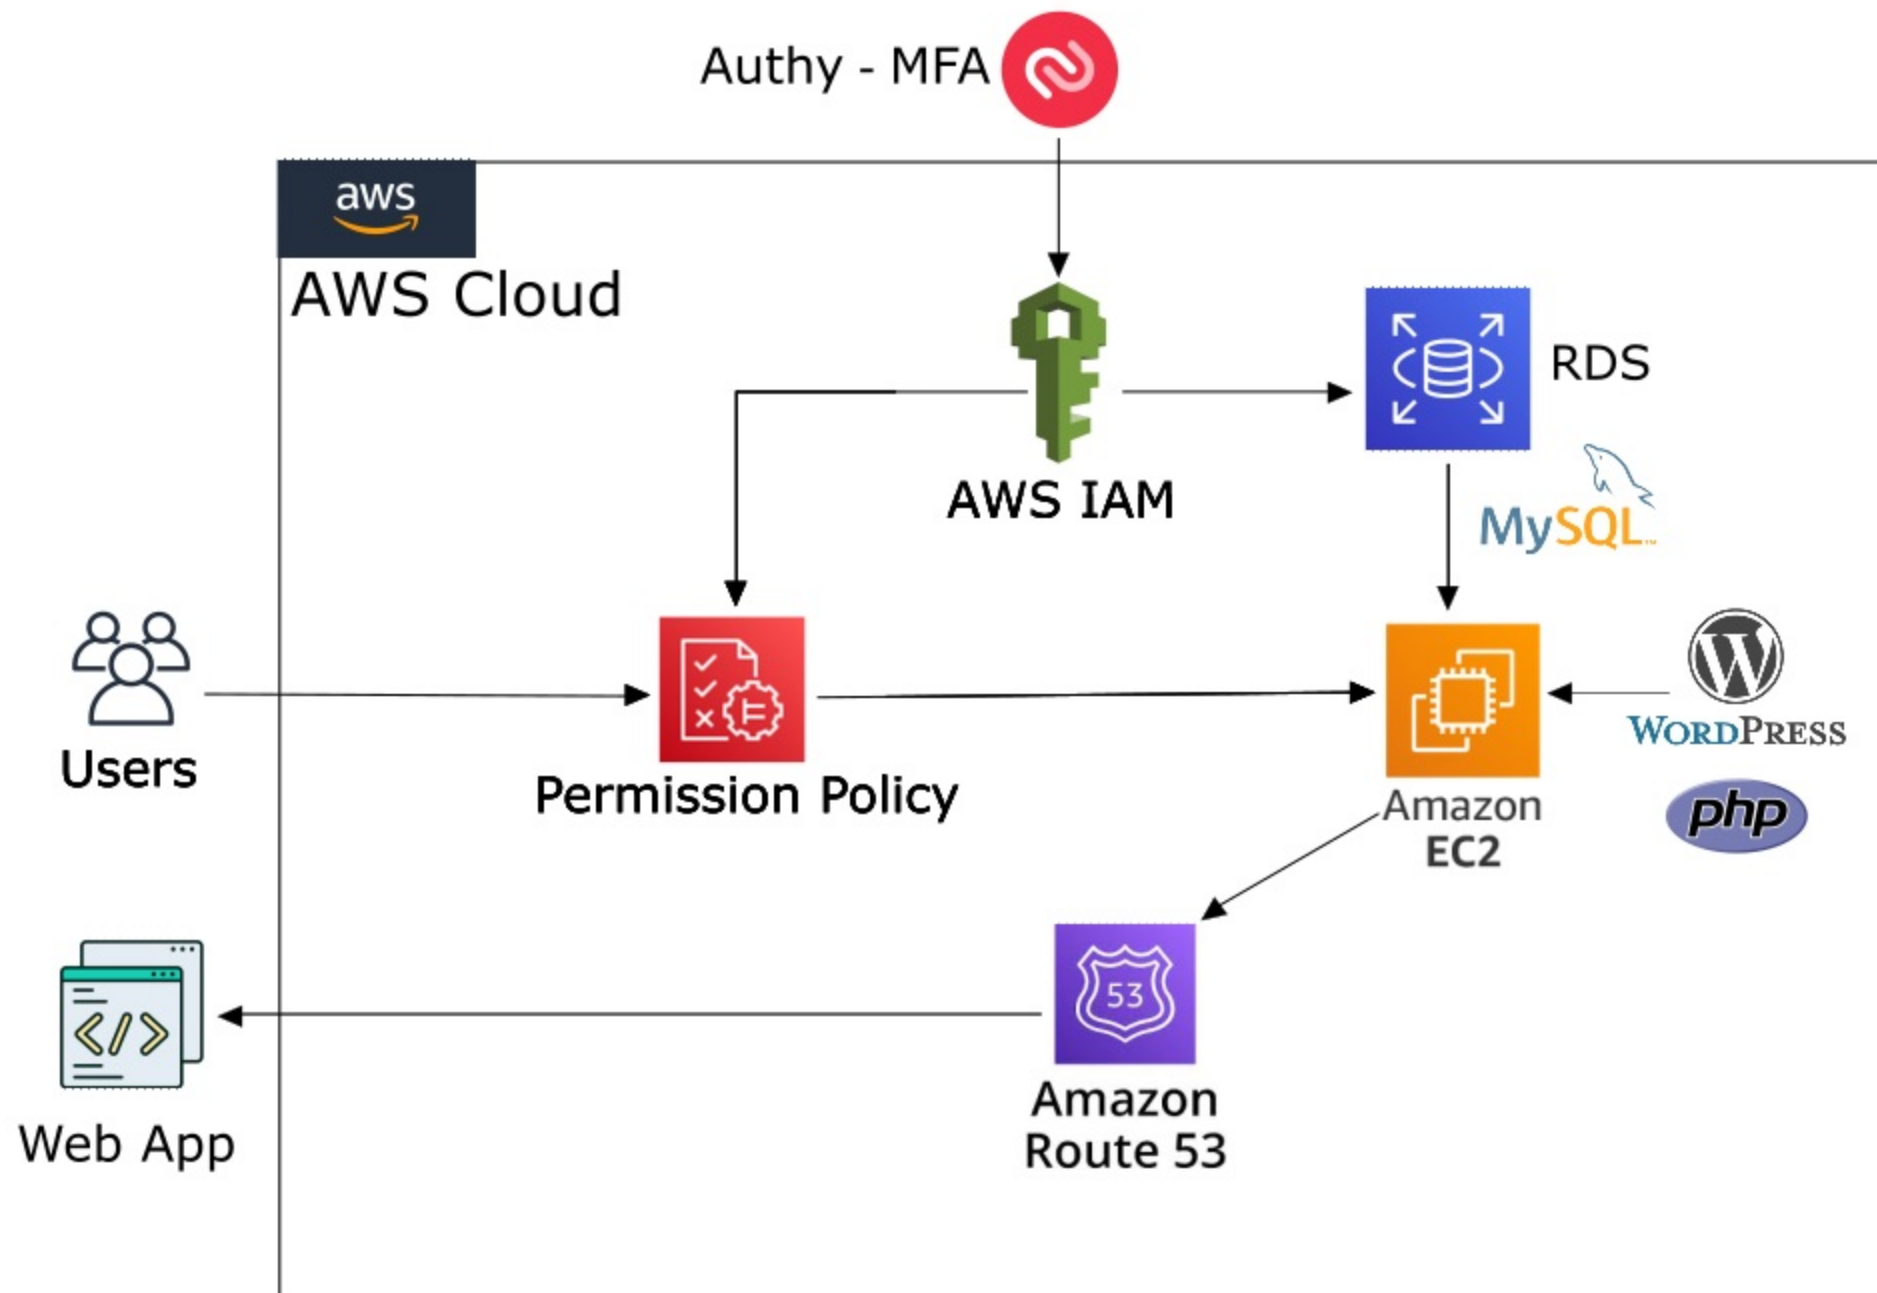 Authy - MFA
aws
AWS Cloud
RDS
AWS IAM
MySQL™
Users
Permission Policy
WORDPRESS
Amazon
EC2
php
53
Web App
Amazon
Route 53